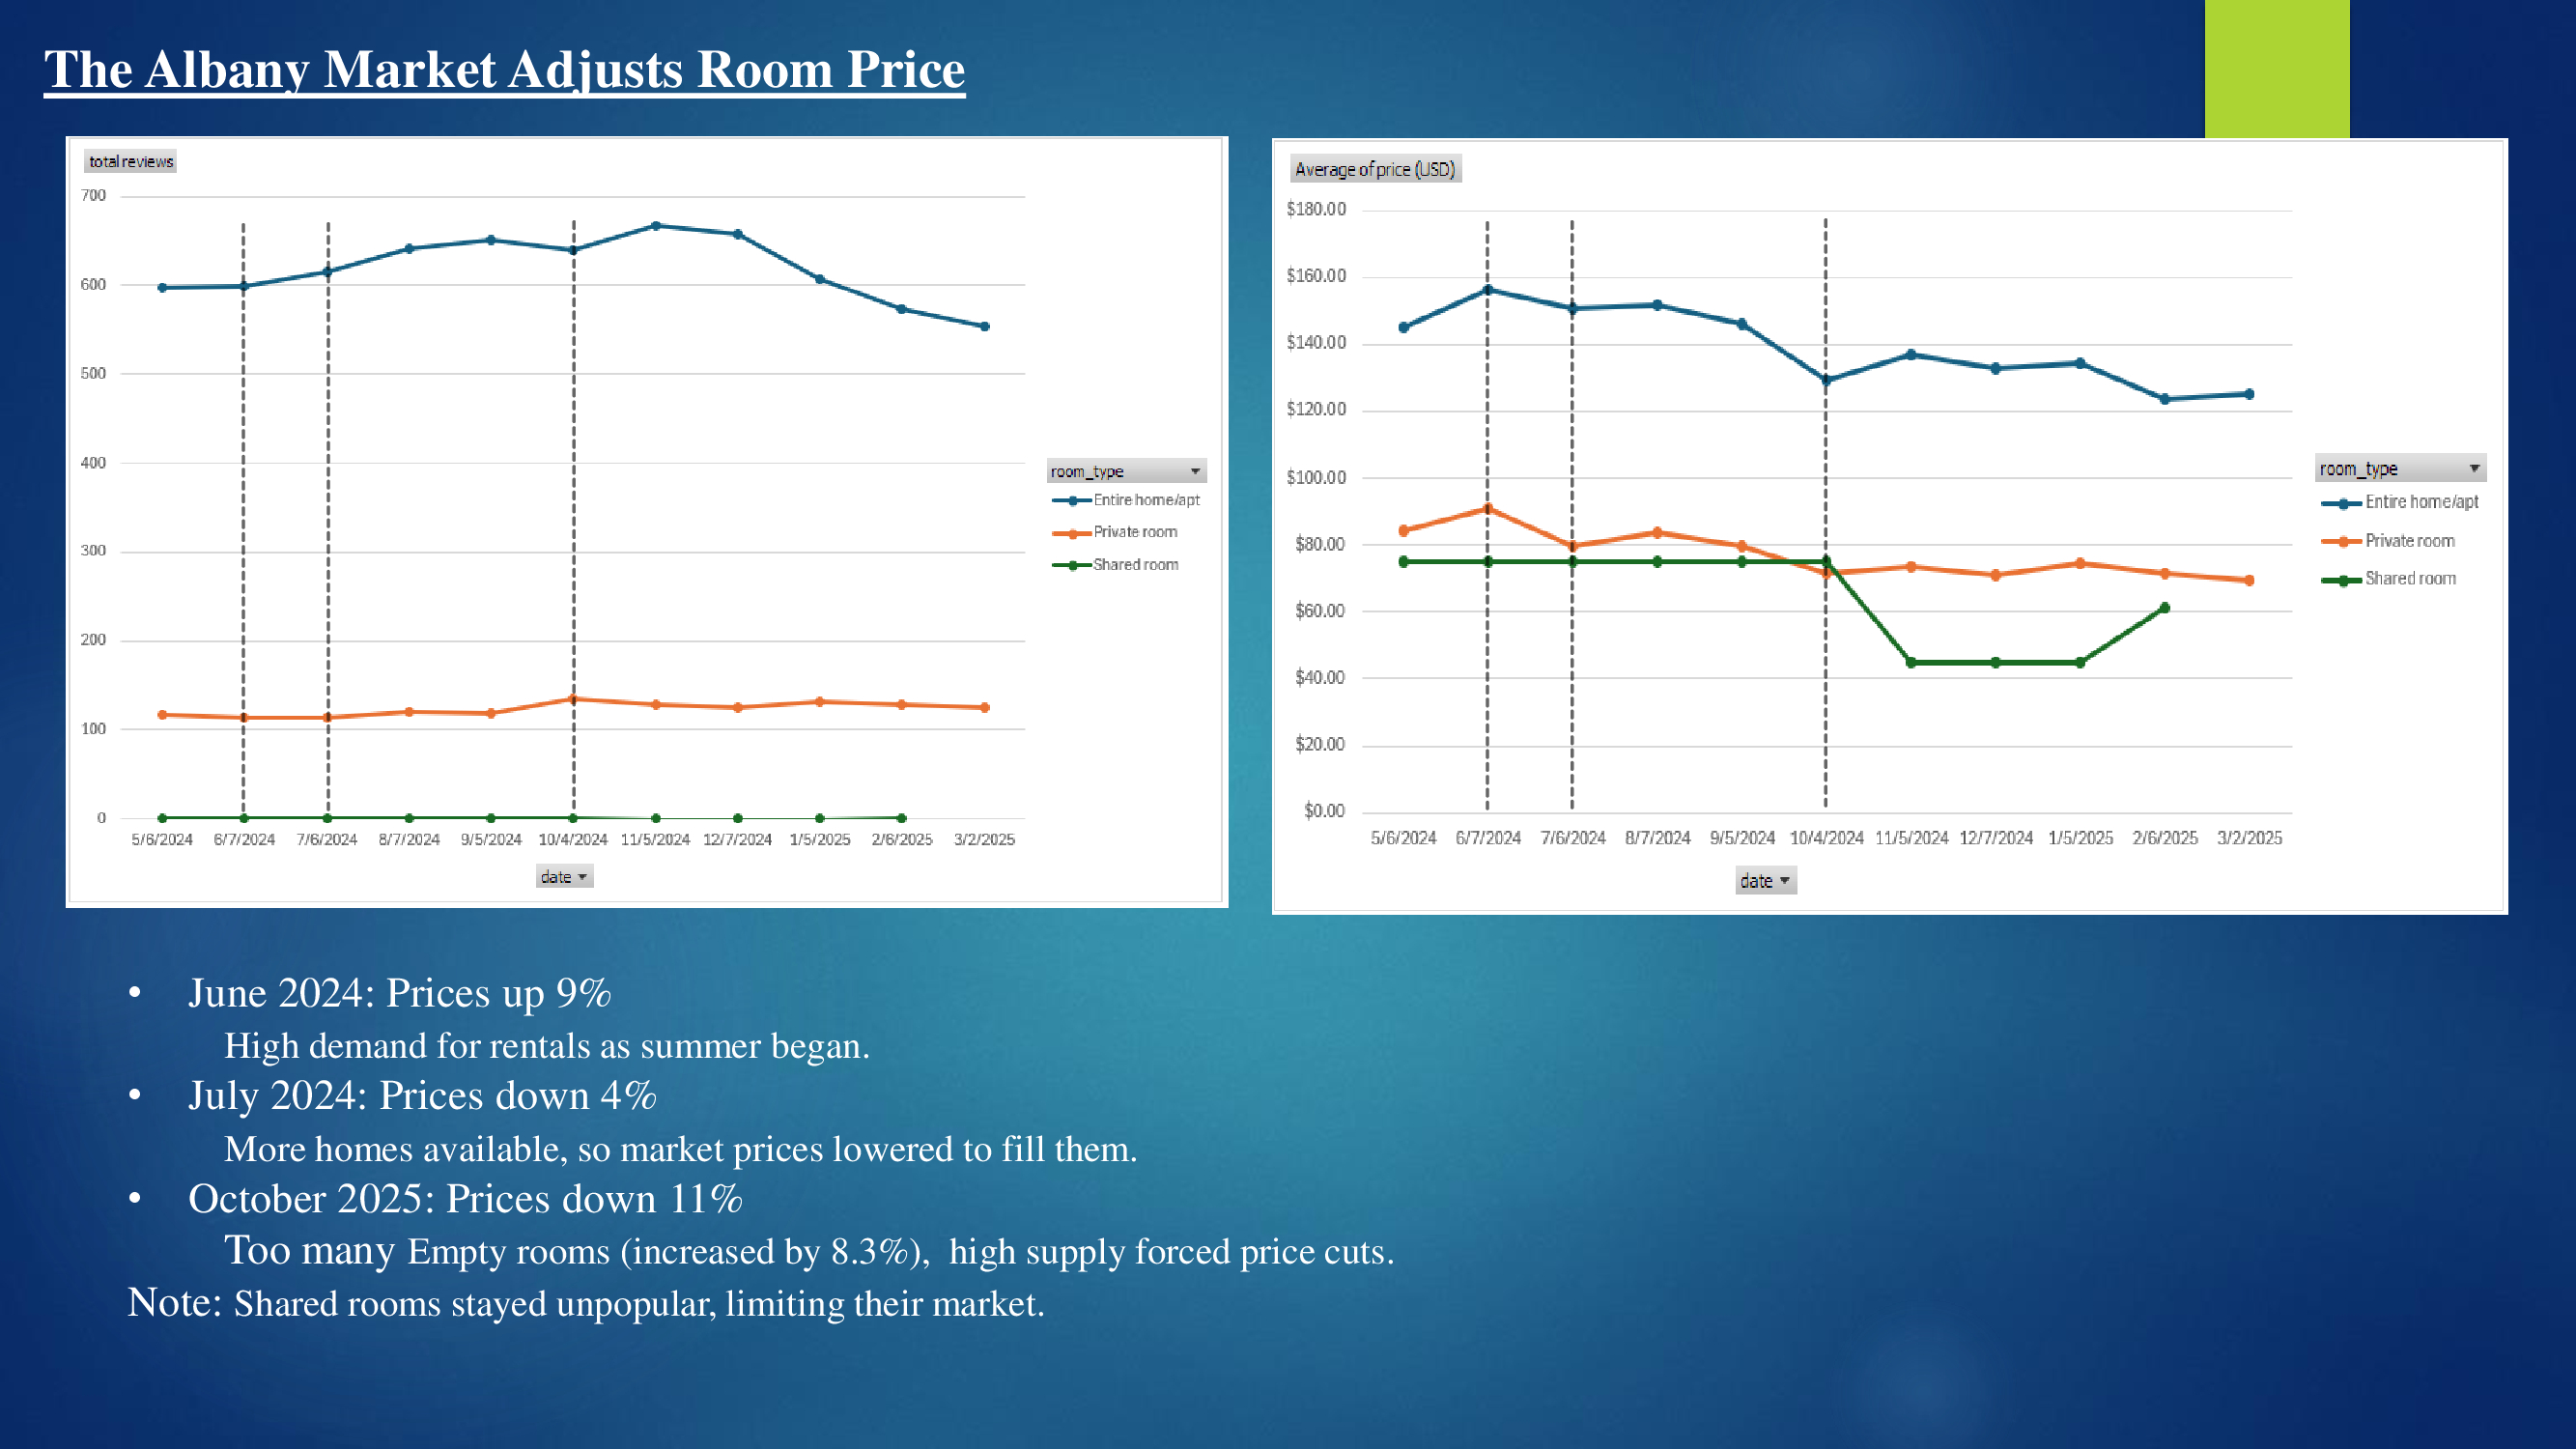 The Albany Market Adjusts Room Price
total reviews
700
600
500
400
300
200
100
0
5/6/2024 6/7/2024 7/6/2024 8/7/2024 9/5/2024 10/4/2024 11/5/2024 12/7/2024 1/5/2025 2/6/2025 3/2/2025
date
room_type
Entire home/apt
Private room
Shared room
Average of price (USD)
$180.00
$160.00
$140.00
$120.00
$100.00
$80.00
$60.00
$40.00
$20.00
$0.00
5/6/2024 6/7/2024 7/6/2024 8/7/2024 9/5/2024 10/4/2024 11/5/2024 12/7/2024 1/5/2025 2/6/2025 3/2/2025
date
room_type
Entire home/apt
Private room
Shared room
• June 2024: Prices up 9%
High demand for rentals as summer began.
• July 2024: Prices down 4%
More homes available, so market prices lowered to fill them.
• October 2025: Prices down 11%
Too many Empty rooms (increased by 8.3%), high supply forced price cuts.
Note: Shared rooms stayed unpopular, limiting their market.